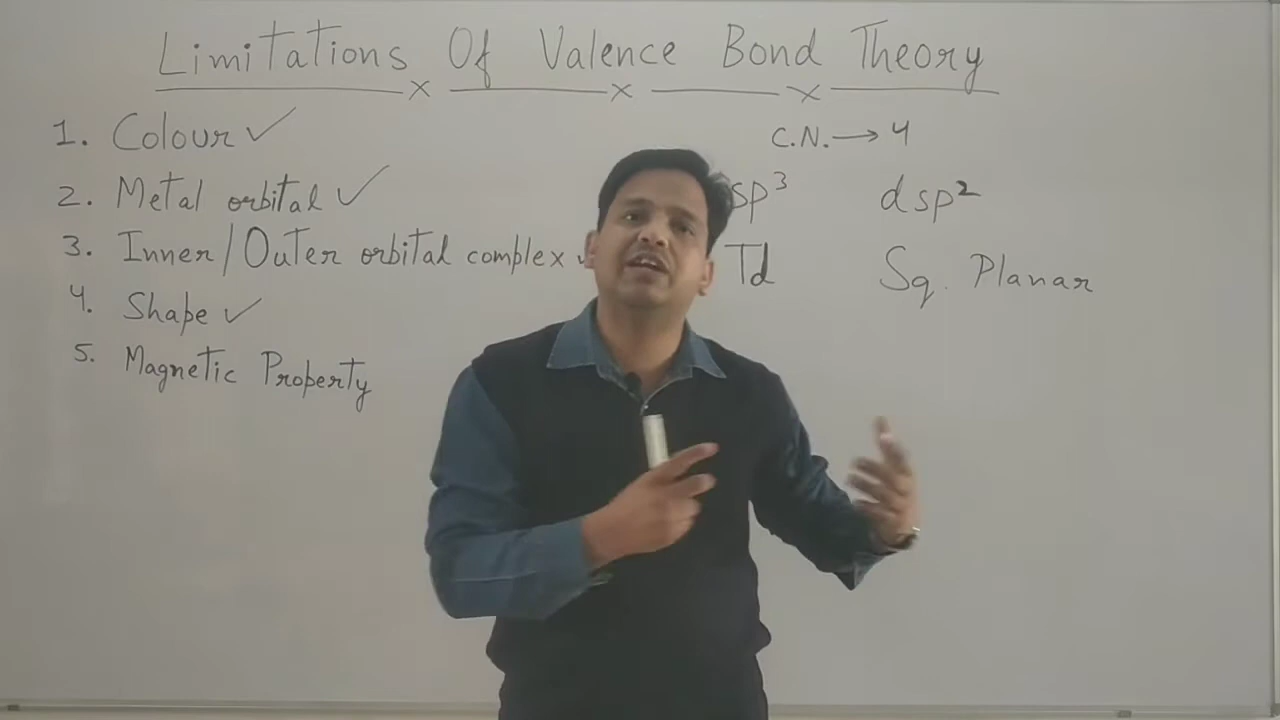 Limitations Of Valence Bond Theory
1. Colour ✓
2. Metal orbital ✓
3. Inner/Outer orbital complex ✓
4. Shape ✓
5. Magnetic Property
C.N. → 4
sp³ dsp²
Td Sq. Planar